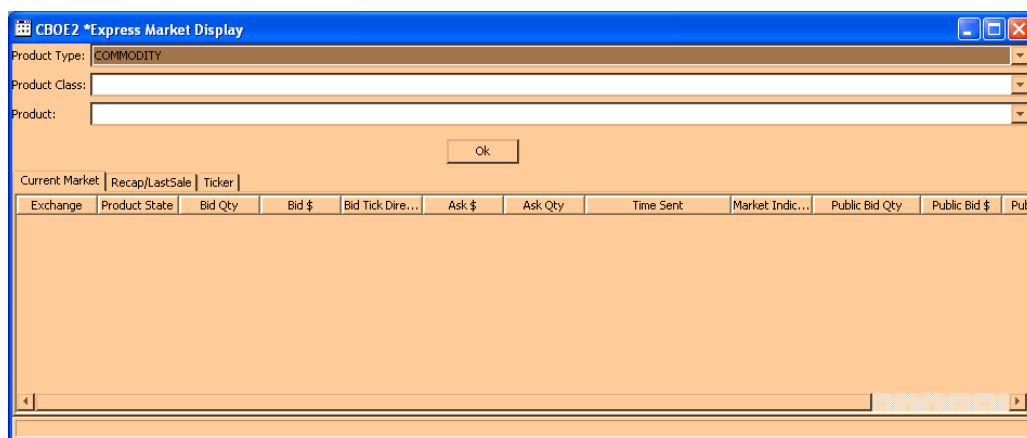 CBOE2 *Express Market Display
Product Type: COMMODITY
Product Class:
Product:
Ok
Current Market Recap/LastSale Ticker
Exchange Product State Bid Qty Bid $ Bid Tick Dire... Ask $ Ask Qty Time Sent Market Indic... Public Bid Qty Public Bid $ Pub